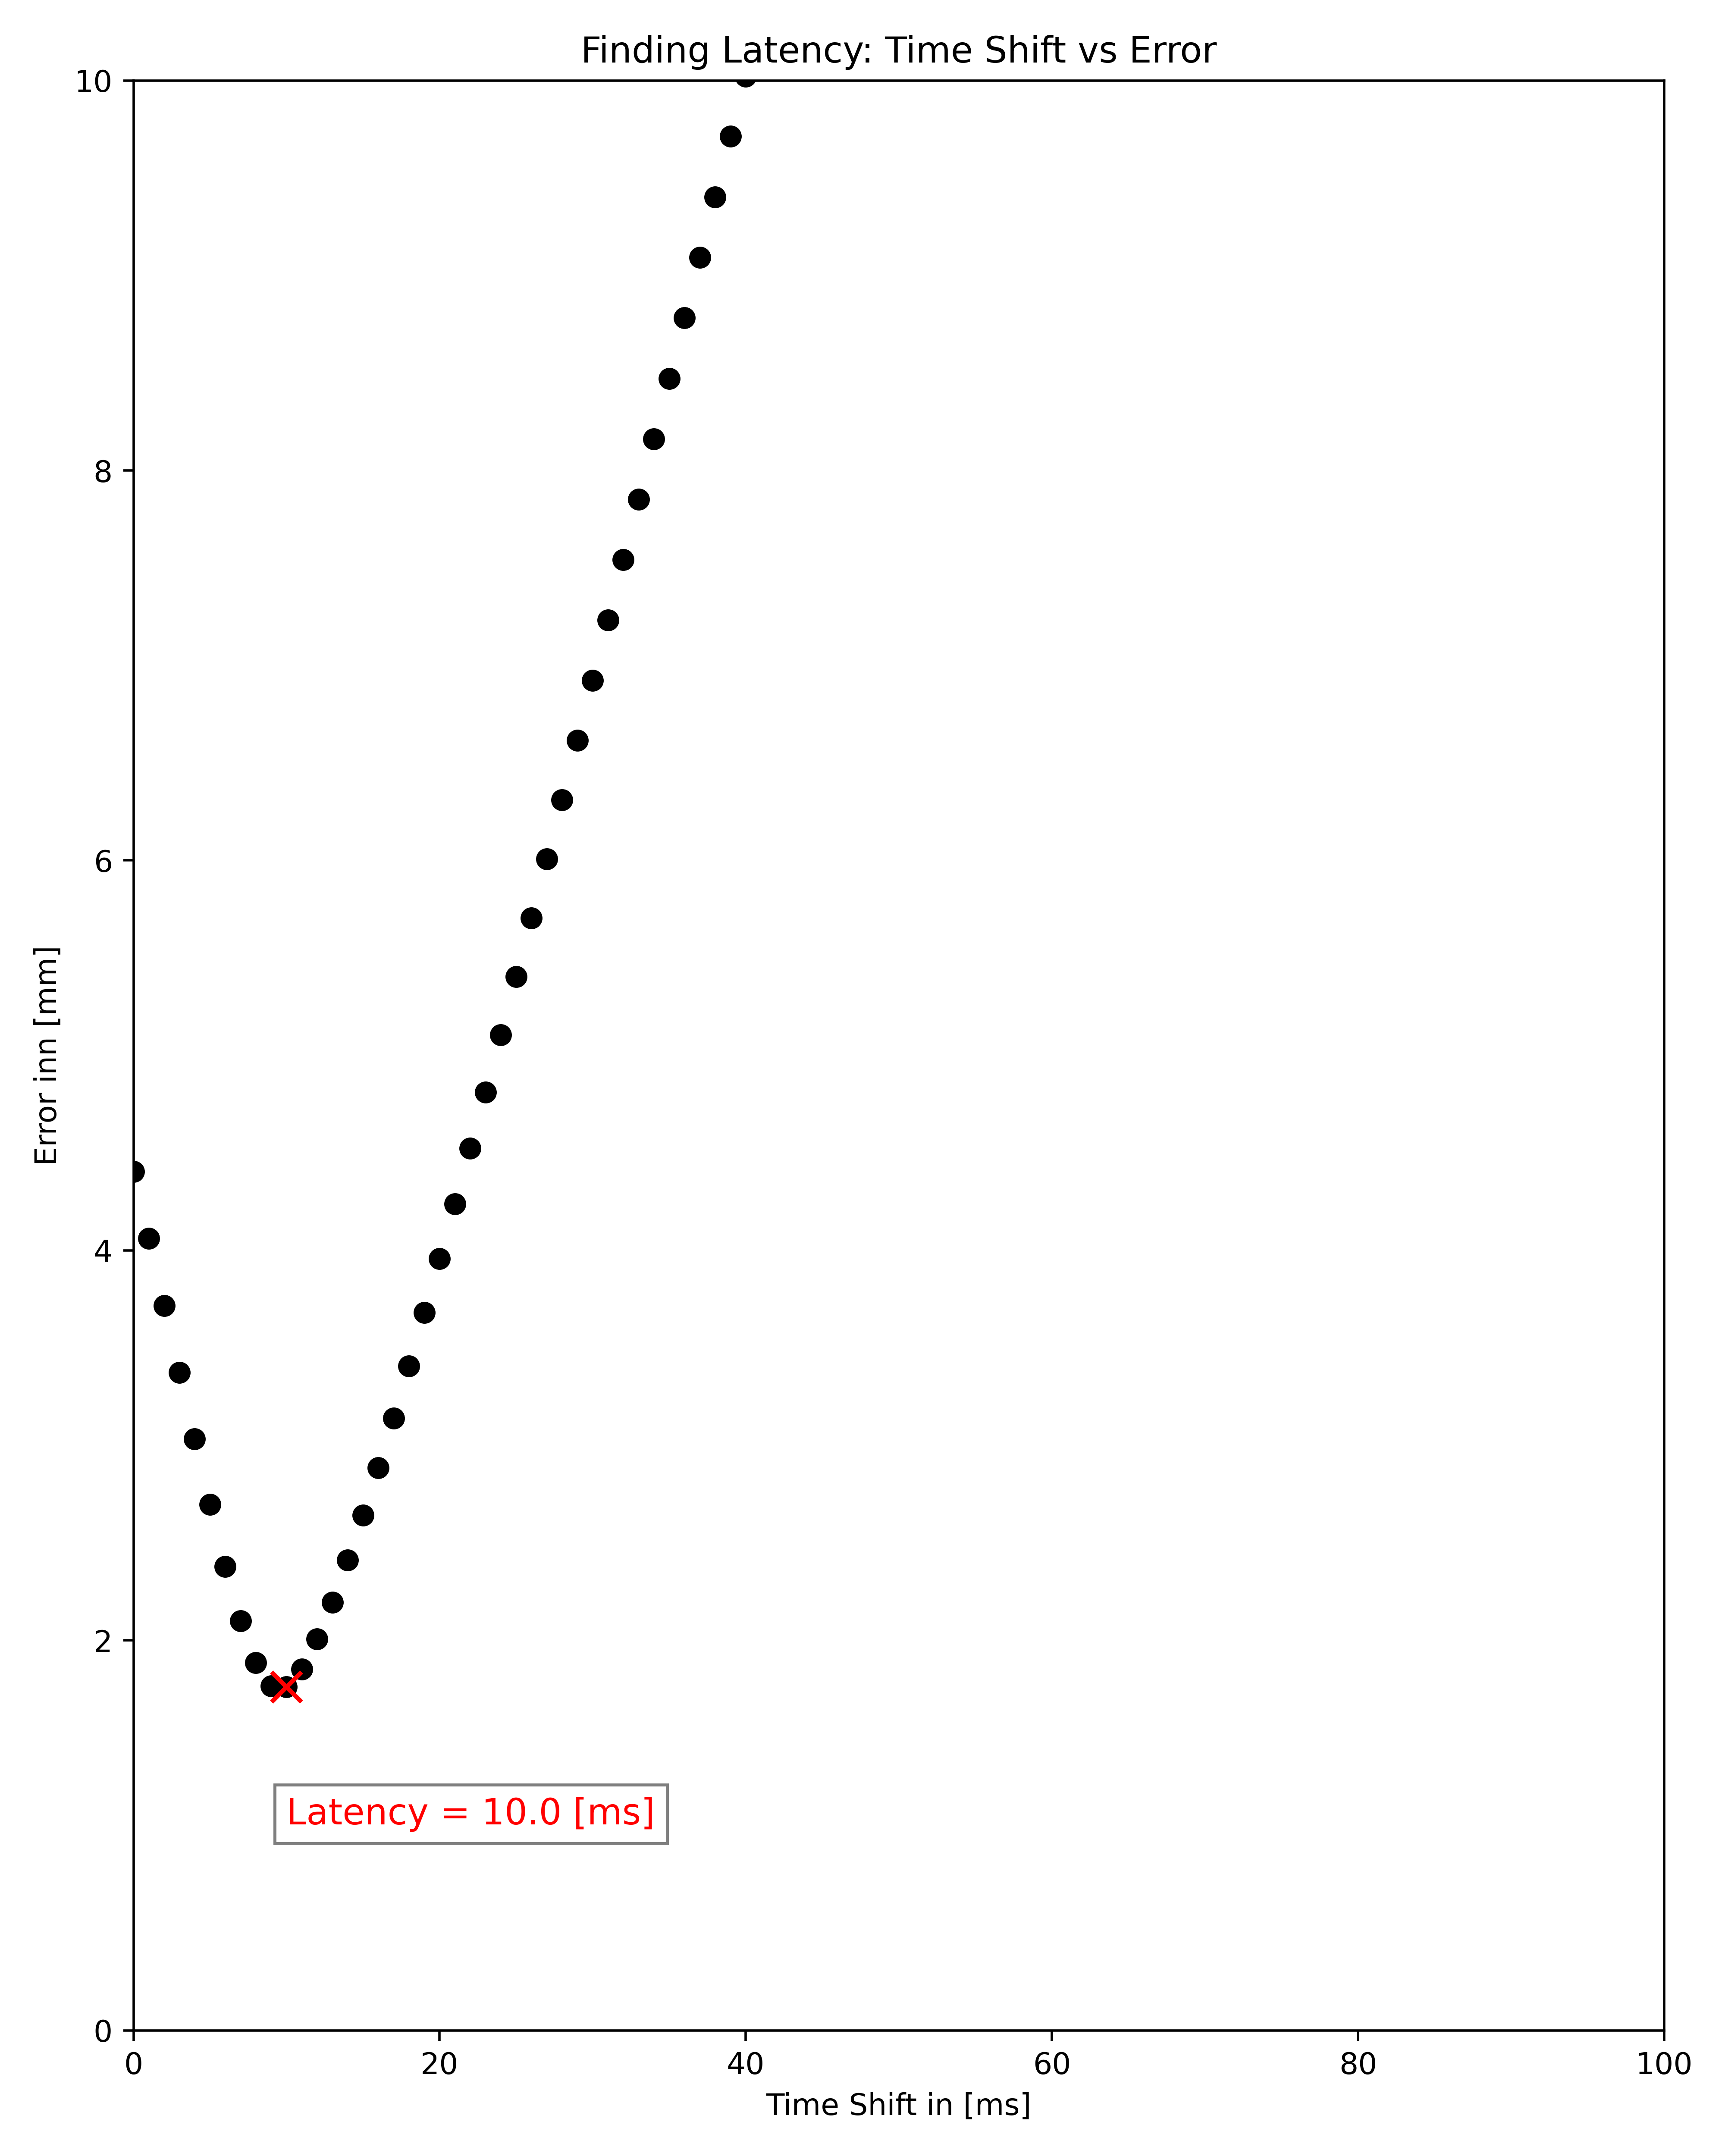 Finding Latency: Time Shift vs Error
10
8
6
4
2
0
Error inn [mm]
Latency = 10.0 [ms]
0 20 40 60 80 100
Time Shift in [ms]